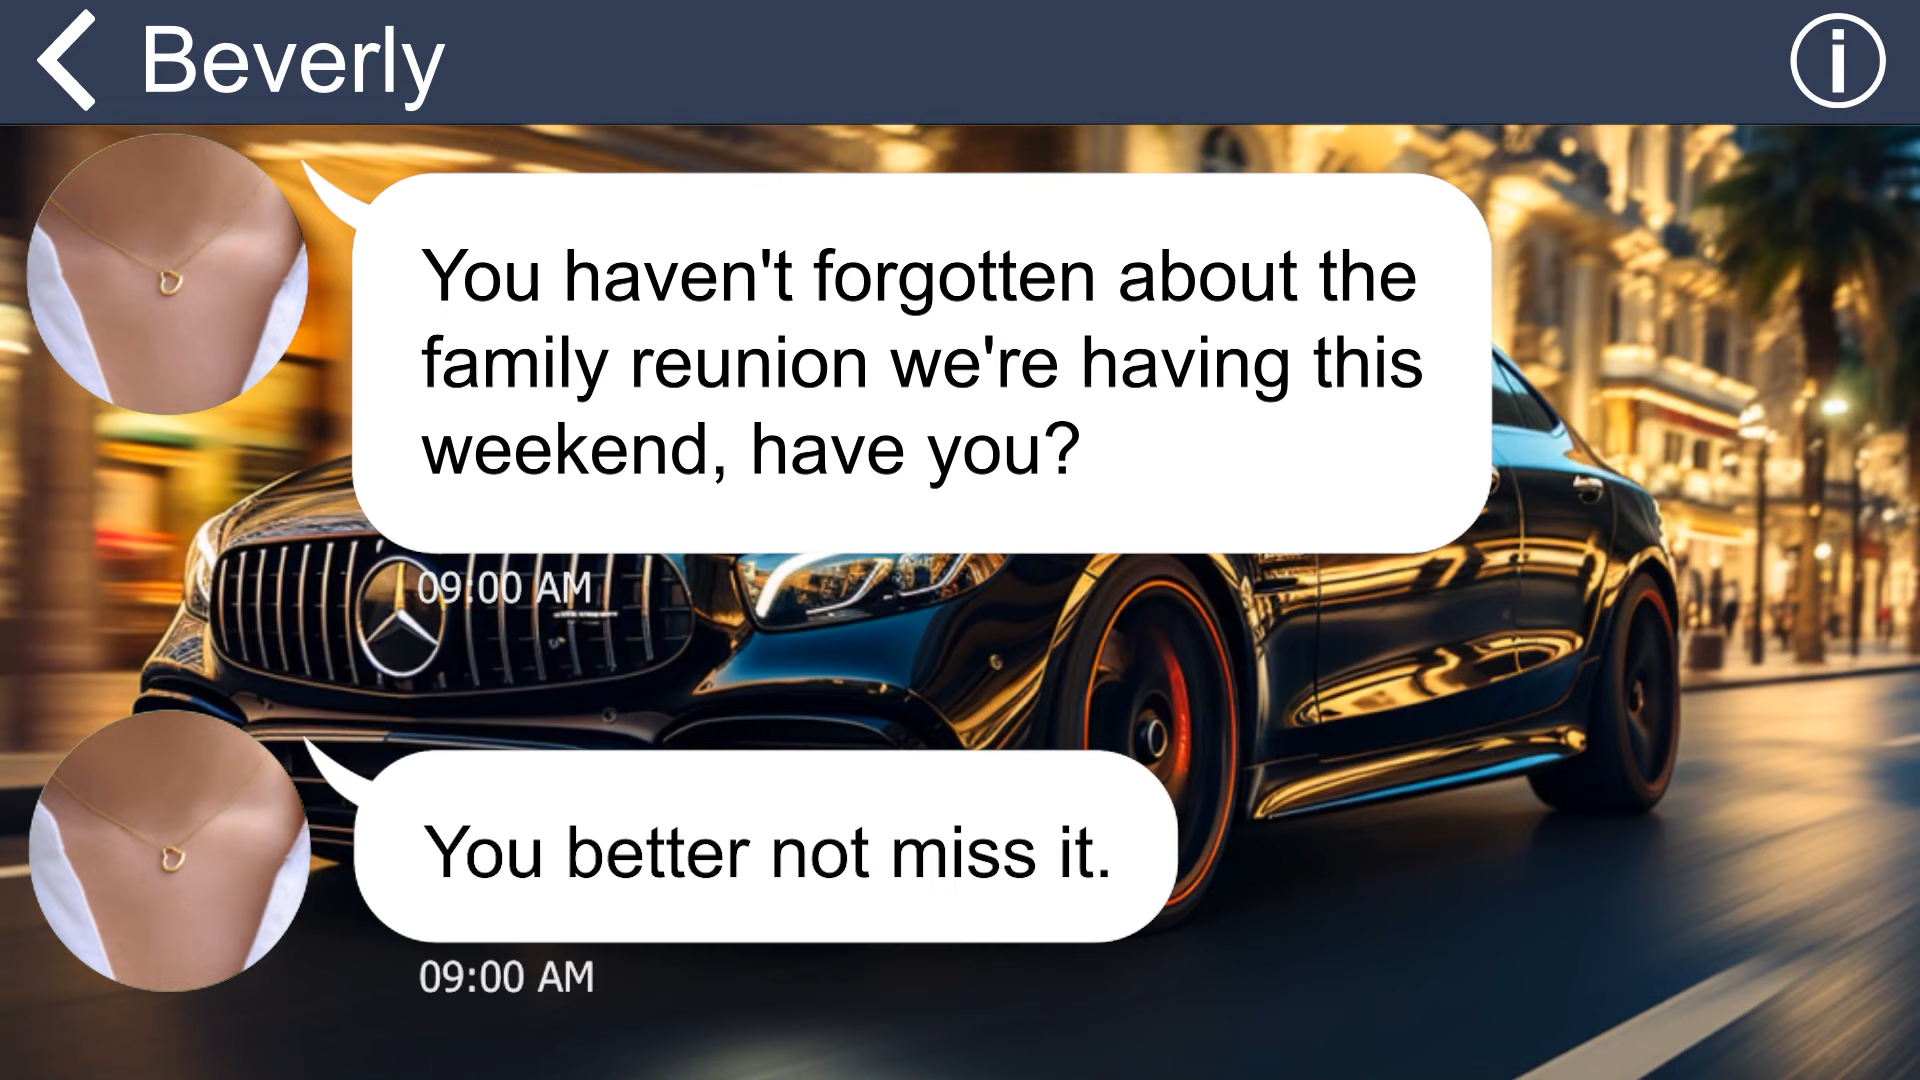 Beverly
You haven't forgotten about the
family reunion we're having this
weekend, have you?
09:00 AM
You better not miss it.
09:00 AM